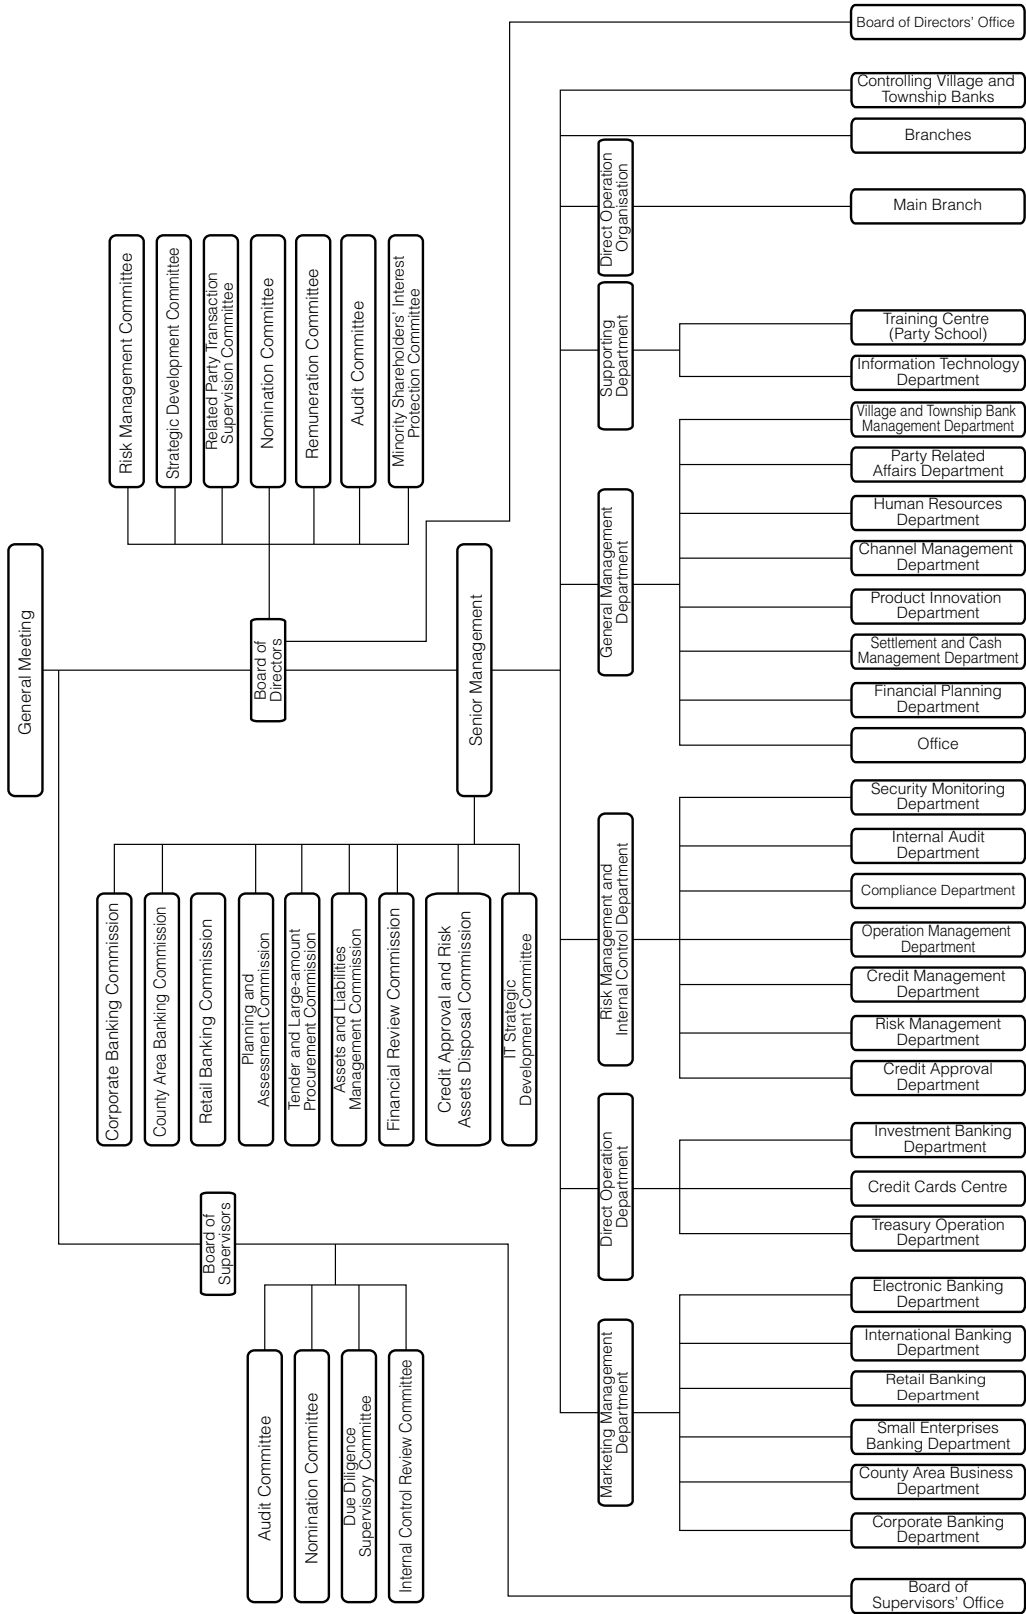 General Meeting
Board of
Directors
Board of
Supervisors
Senior Management
Risk Management Committee
Strategic Development Committee
Related Party Transaction
Supervision Committee
Nomination Committee
Remuneration Committee
Audit Committee
Minority Shareholders' Interest
Protection Committee
Corporate Banking Commission
County Area Banking Commission
Retail Banking Commission
Planning and
Assessment Commission
Tender and Large-amount
Procurement Commission
Assets and Liabilities
Management Commission
Financial Review Commission
Credit Approval and Risk
Assets Disposal Commission
IT Strategic
Development Committee
Audit Committee
Nomination Committee
Due Diligence
Supervisory Committee
Internal Control Review Committee
Direct Operation
Organisation
Supporting
Department
General Management
Department
Risk Management and
Internal Control Department
Direct Operation
Department
Marketing Management
Department
Board of Directors' Office
Controlling Village and
Township Banks
Branches
Main Branch
Training Centre
(Party School)
Information Technology
Department
Village and Township Bank
Management Department
Party Related
Affairs Department
Human Resources
Department
Channel Management
Department
Product Innovation
Department
Settlement and Cash
Management Department
Financial Planning
Department
Office
Security Monitoring
Department
Internal Audit
Department
Compliance Department
Operation Management
Department
Credit Management
Department
Risk Management
Department
Credit Approval
Department
Investment Banking
Department
Credit Cards Centre
Treasury Operation
Department
Electronic Banking
Department
International Banking
Department
Retail Banking
Department
Small Enterprises
Banking Department
County Area Business
Department
Corporate Banking
Department
Board of
Supervisors' Office